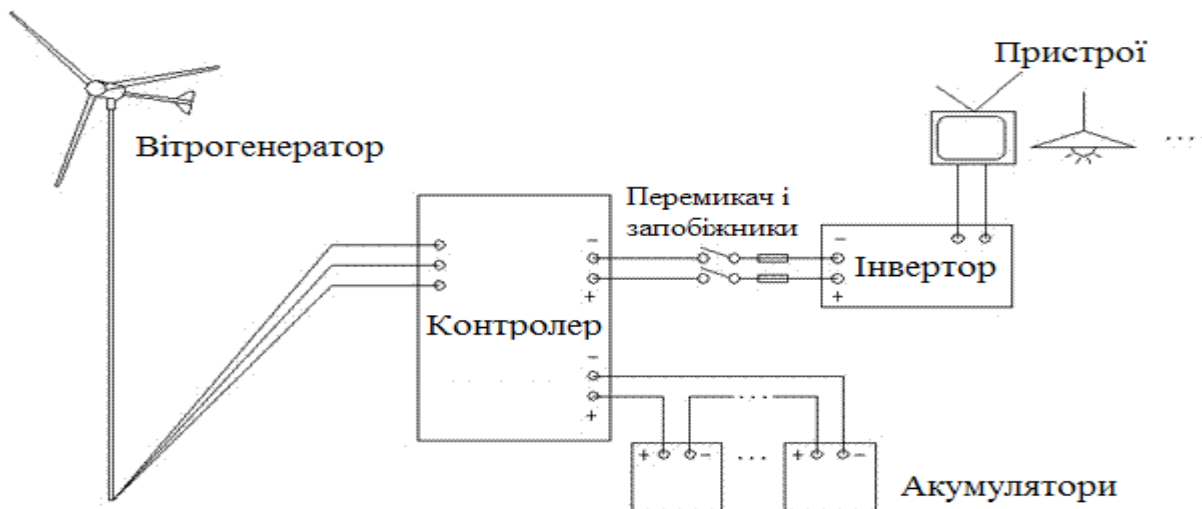 Пристрої
...
Вітрогенератор
Перемикач і
запобіжники
−
−
Інвертор
+
+
Контролер
−
+
...
+ − ... + −
Акумулятори